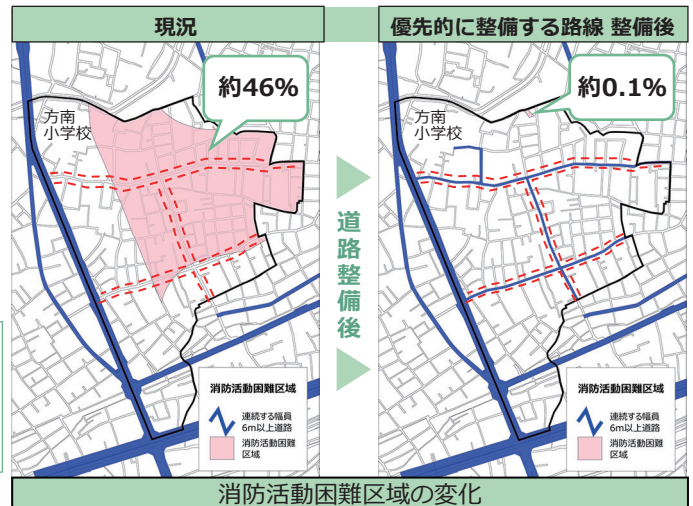 現況
約46%
方南
小学校
消防活動困難区域
連続する幅員
6m以上道路
消防活動困難
区域
道路整備後
優先的に整備する路線 整備後
約0.1%
方南
小学校
消防活動困難区域
連続する幅員
6m以上道路
消防活動困難
区域
消防活動困難区域の変化